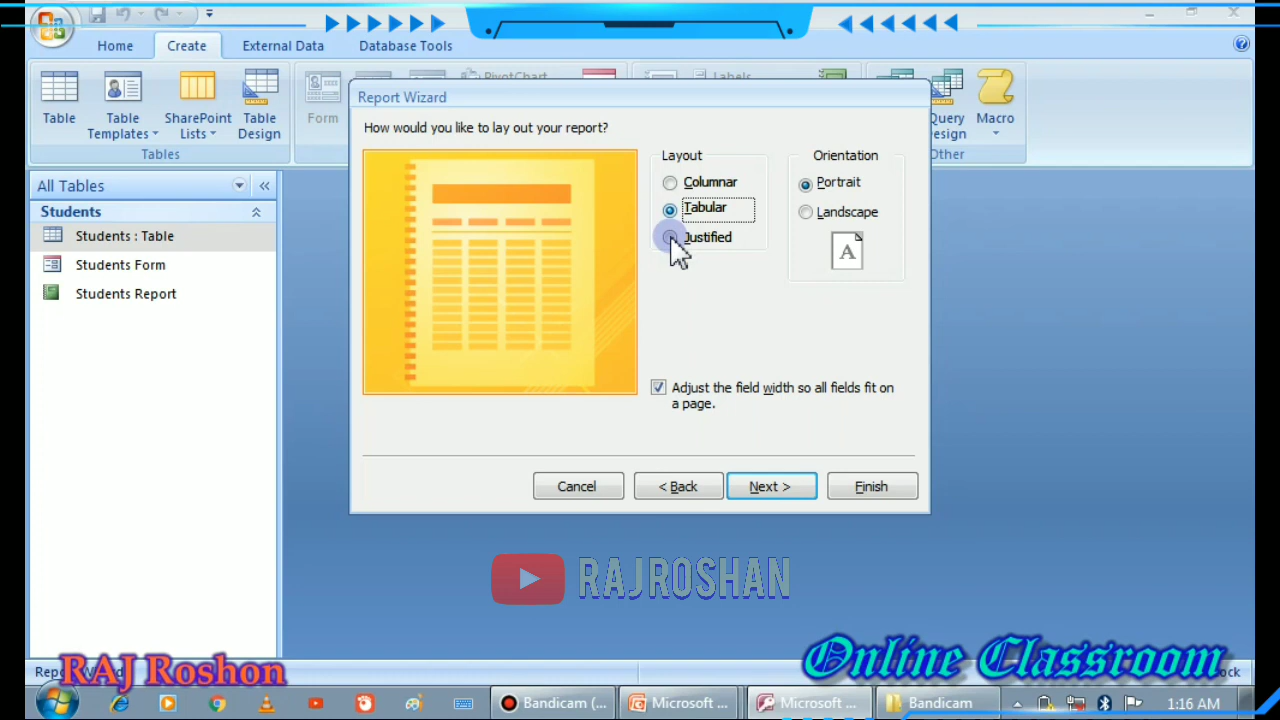 Home Create External Data Database Tools
PivotChart
Labels
Table Table Templates SharePoint Lists Table Design Form Query Design Macro
Tables Other
Report Wizard
How would you like to lay out your report?
Layout Orientation
Columnar Portrait
Tabular Landscape
Justified
A
Adjust the field width so all fields fit on
a page.
Cancel < Back Next > Finish
All Tables
Students
Students : Table
Students Form
Students Report
RAJROSHAN
RAJ Roshon
Online Classroom
Bandicam (... Microsoft ... Microsoft ... Bandicam 1:16 AM